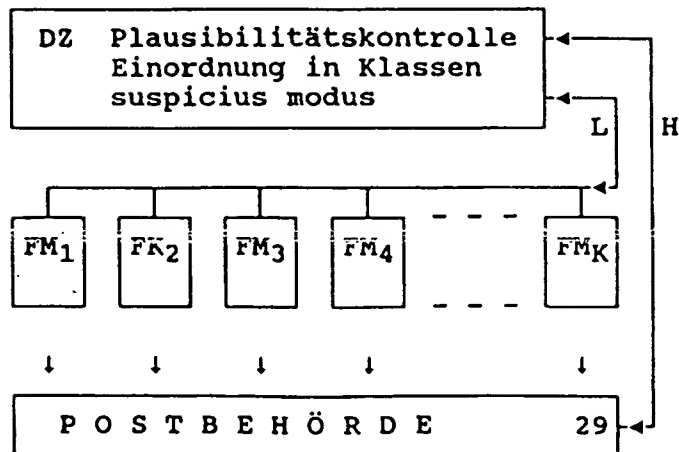 DZ Plausibilitätskontrolle
Einordnung in Klassen
suspicius modus
L H
FM1 FK2 FM3 FM4 FMK
POSTBEHÖRDE 29